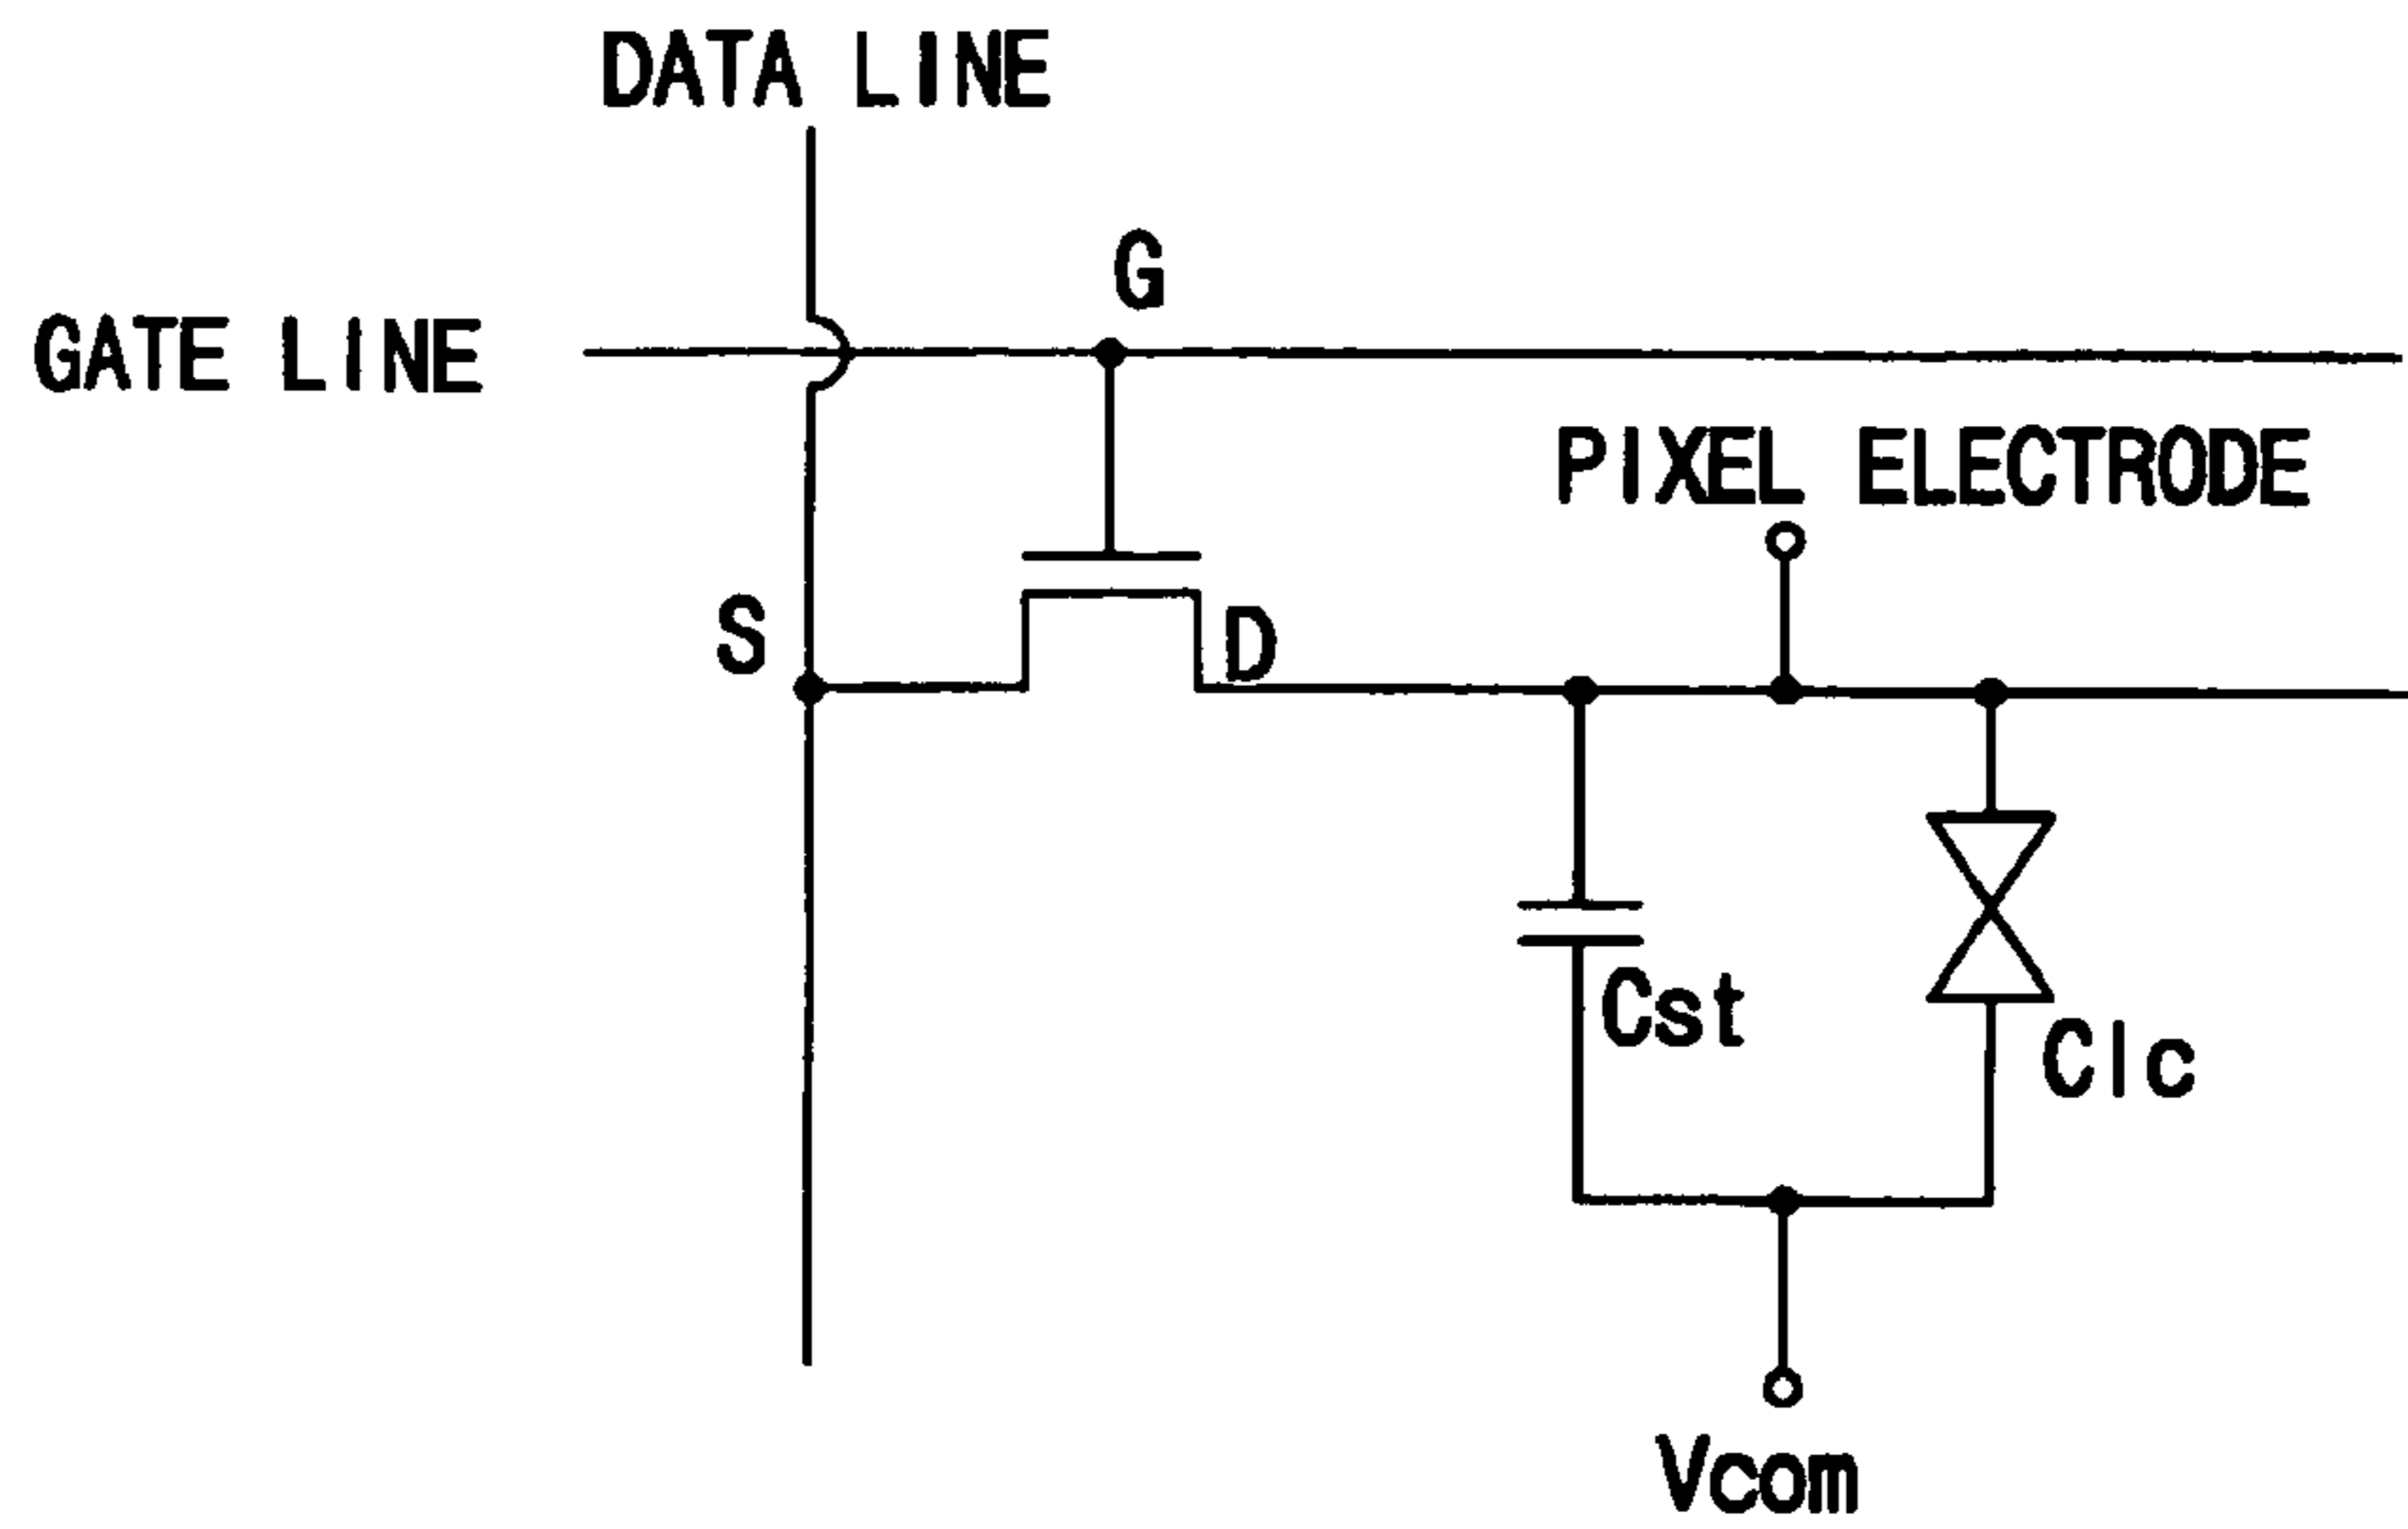 DATA LINE
G
GATE LINE
PIXEL ELECTRODE
S
D
Cst
Clc
Vcom